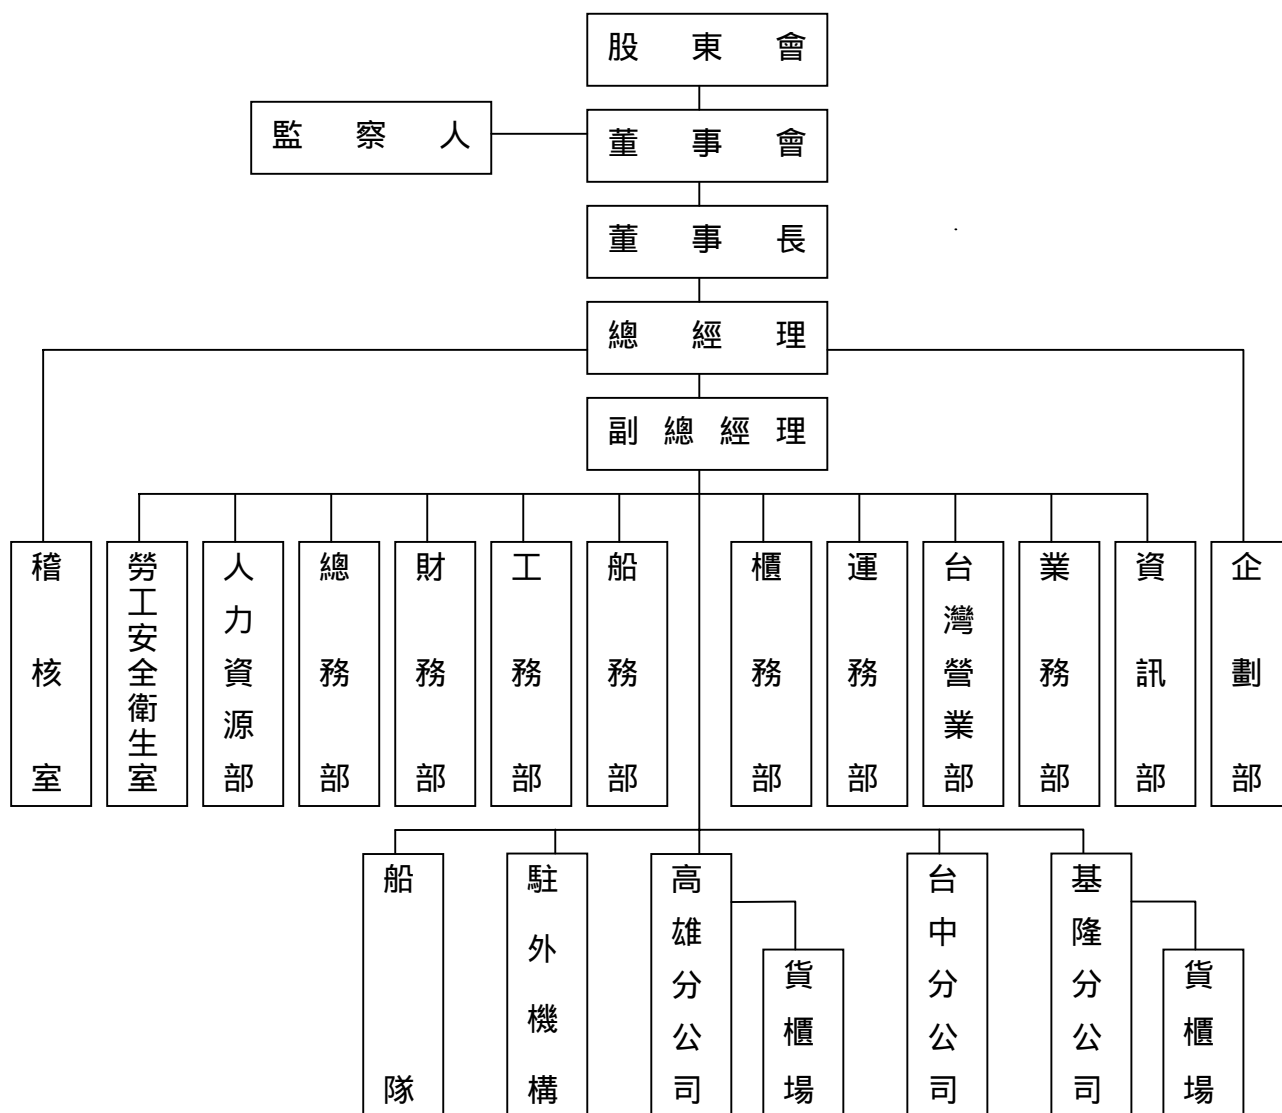 股東會
監察人
董事會
董事長
總經理
副總經理
稽核室
勞工安全衛生室
人力資源部
總務部
財務部
工務部
船務部
櫃務部
運務部
台灣營業部
業務部
資訊部
企劃部
船隊
駐外機構
高雄分公司
貨櫃場
台中分公司
基隆分公司
貨櫃場